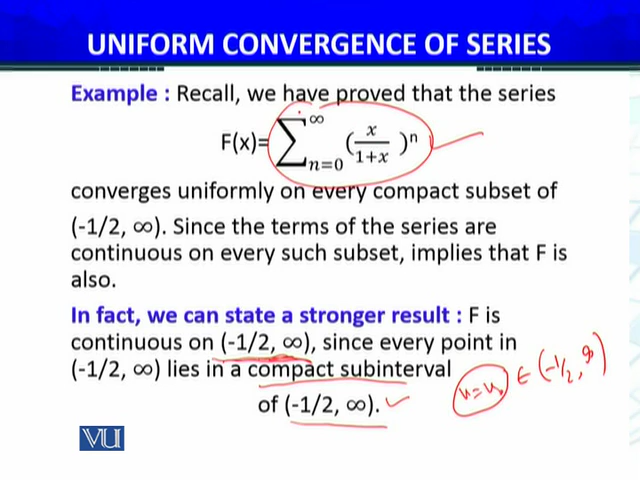 UNIFORM CONVERGENCE OF SERIES
Example : Recall, we have proved that the series
F(x)= ∑_{n=0}^{∞} (x/(1+x))ⁿ
converges uniformly on every compact subset of
(-1/2, ∞). Since the terms of the series are
continuous on every such subset, implies that F is
also.
In fact, we can state a stronger result : F is
continuous on (-1/2, ∞), since every point in
(-1/2, ∞) lies in a compact subinterval
of (-1/2, ∞).
∈ (-1/2, ∞)
VU